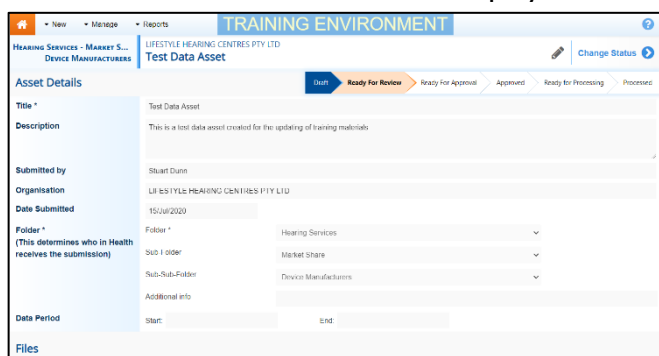 New Manage Reports TRAINING ENVIRONMENT ?
HEARING SERVICES - MARKET S...
DEVICE MANUFACTURERS
LIFESTYLE HEARING CENTRES PTY LTD
Test Data Asset
Change Status
Asset Details
Draft Ready For Review Ready For Approval Approved Ready for Processing Processed
Title * Test Data Asset
Description This is a test data asset created for the updating of training materials
Submitted by Stuart Dunn
Organisation LIFESTYLE HEARING CENTRES PTY LTD
Date Submitted 15/Jul/2020
Folder *
(This determines who in Health
receives the submission)
Folder * Hearing Services
Sub Folder Market Share
Sub-Sub-Folder Device Manufacturers
Additional info
Data Period Start: End:
Files